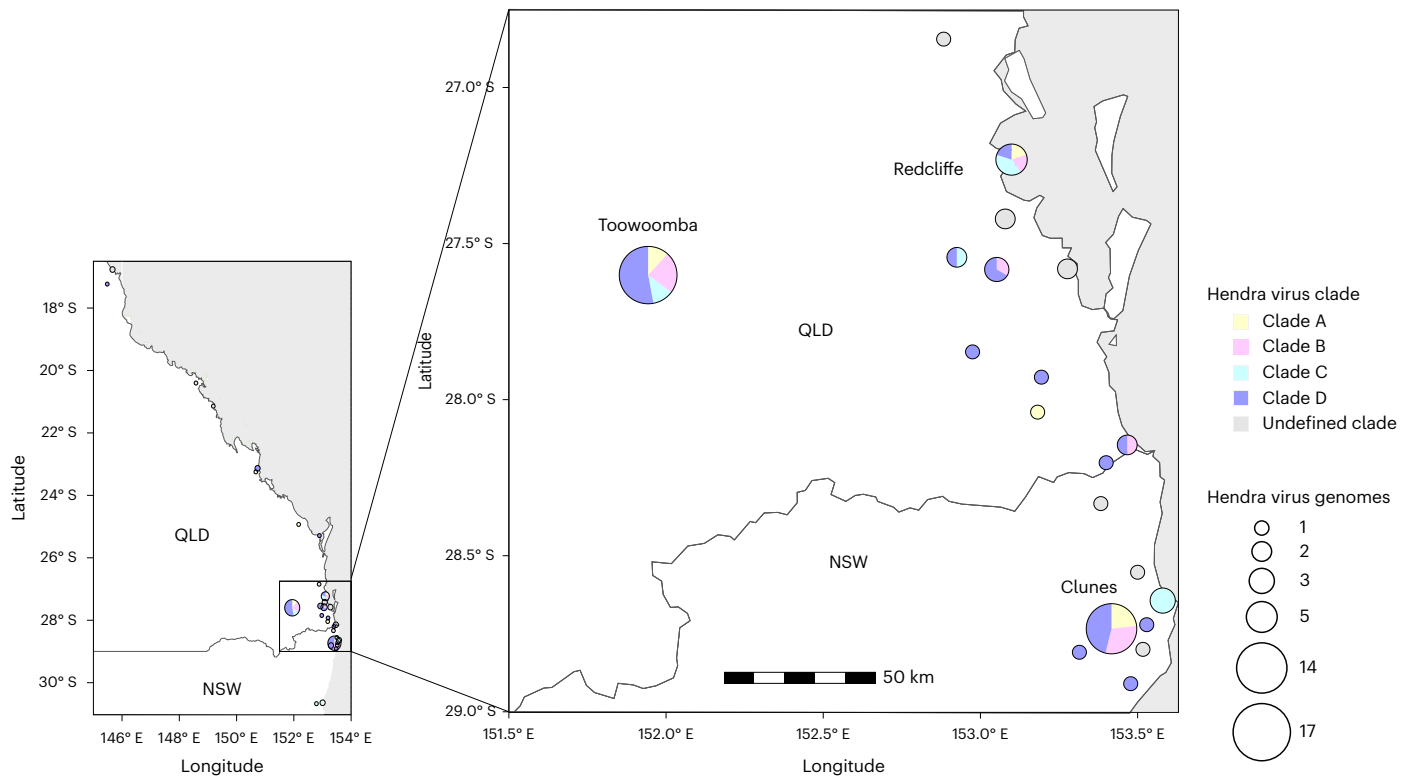 27.0° S
Redcliffe
Toowoomba
27.5° S
QLD
Latitude
28.0° S
28.5° S
NSW
Clunes
50 km
29.0° S
151.5° E
152.0° E
152.5° E
153.0° E
153.5° E
Longitude
18° S
20° S
22° S
24° S
26° S
28° S
30° S
Latitude
QLD
NSW
146° E
148° E
150° E
152° E
154° E
Longitude
Hendra virus clade
Clade A
Clade B
Clade C
Clade D
Undefined clade
Hendra virus genomes
1
2
3
5
14
17